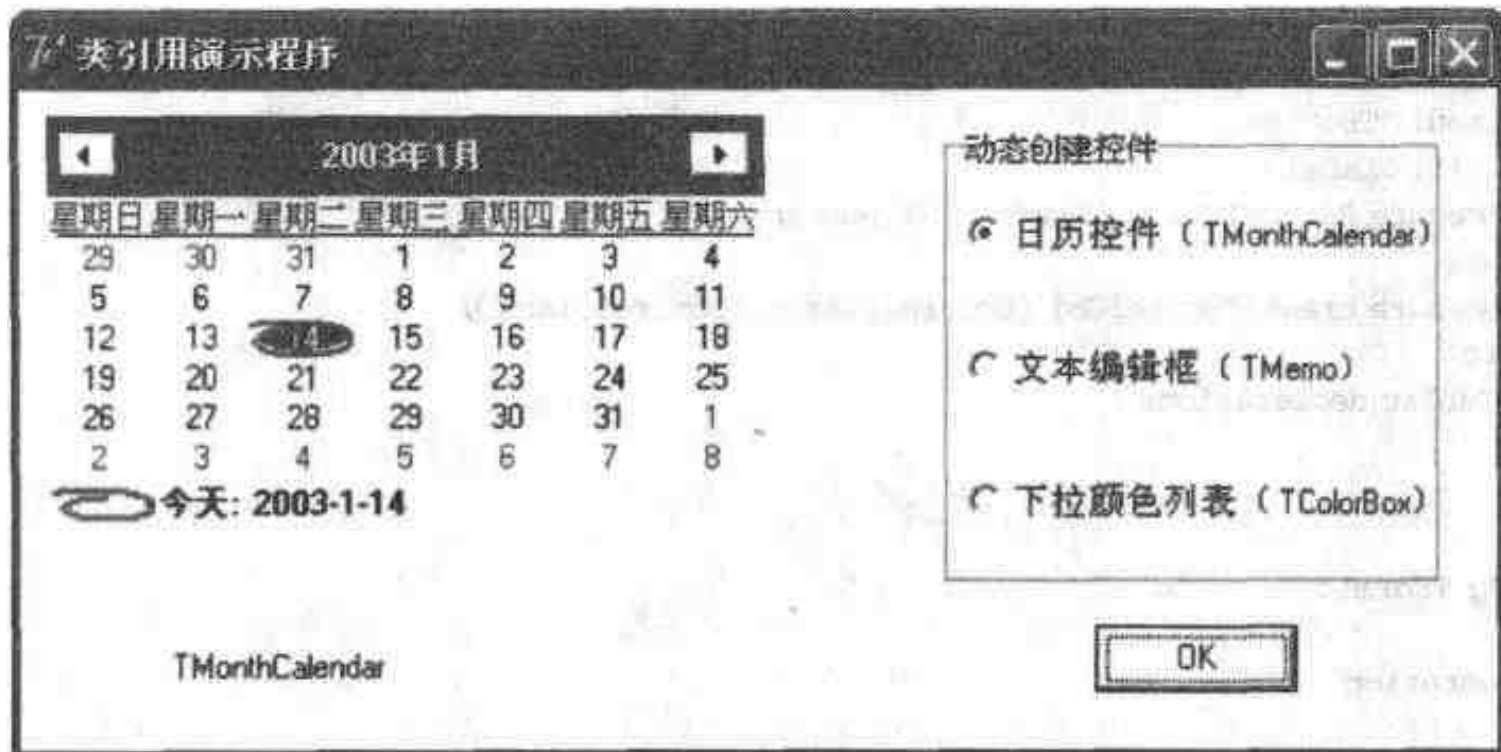 类引用演示程序
2003年1月
星期日 星期一 星期二 星期三 星期四 星期五 星期六
29 30 31 1 2 3 4
5 6 7 8 9 10 11
12 13 14 15 16 17 18
19 20 21 22 23 24 25
26 27 28 29 30 31 1
2 3 4 5 6 7 8
今天: 2003-1-14
TMonthCalendar
动态创建控件
日历控件（TMonthCalendar）
文本编辑框（TMemo）
下拉颜色列表（TColorBox）
OK